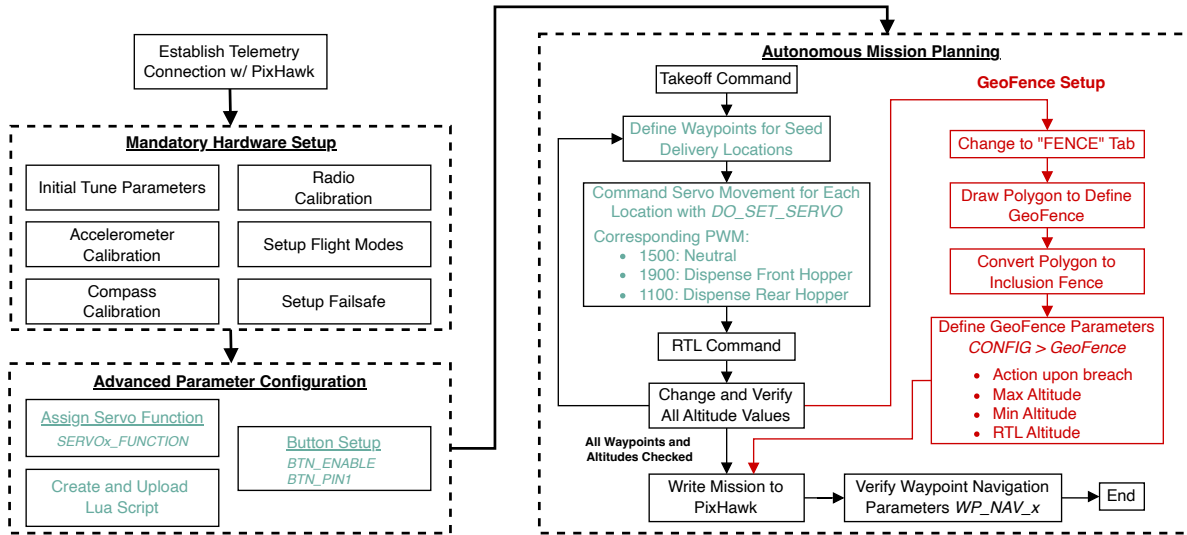 Establish Telemetry
Connection w/ PixHawk
Mandatory Hardware Setup
Initial Tune Parameters
Radio
Calibration
Accelerometer
Calibration
Setup Flight Modes
Compass
Calibration
Setup Failsafe
Advanced Parameter Configuration
Assign Servo Function
SERVOx_FUNCTION
Button Setup
BTN_ENABLE
BTN_PIN1
Create and Upload
Lua Script
Autonomous Mission Planning
Takeoff Command
Define Waypoints for Seed
Delivery Locations
Command Servo Movement for Each
Location with DO_SET_SERVO
Corresponding PWM:
• 1500: Neutral
• 1900: Dispense Front Hopper
• 1100: Dispense Rear Hopper
RTL Command
Change and Verify
All Altitude Values
All Waypoints and
Altitudes Checked
GeoFence Setup
Change to "FENCE" Tab
Draw Polygon to Define
GeoFence
Convert Polygon to
Inclusion Fence
Define GeoFence Parameters
CONFIG > GeoFence
• Action upon breach
• Max Altitude
• Min Altitude
• RTL Altitude
Write Mission to
PixHawk
Verify Waypoint Navigation
Parameters WP_NAV_x
End